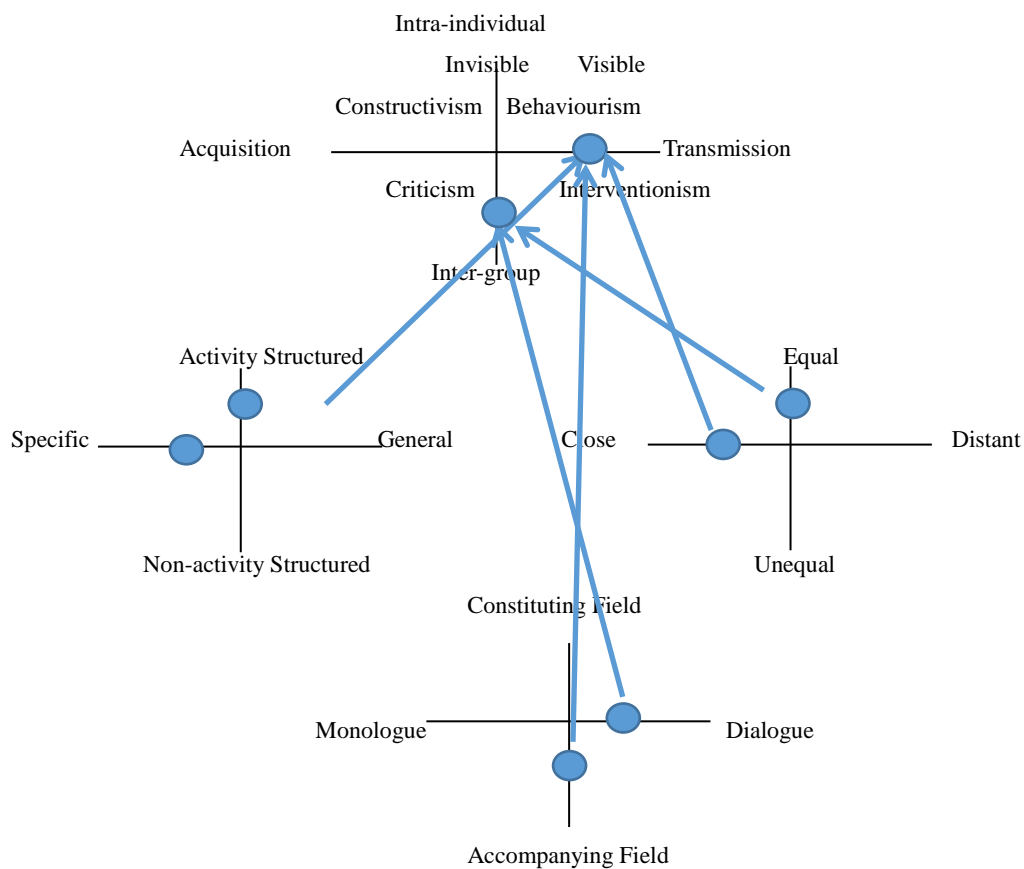 Intra-individual
Invisible Visible
Constructivism Behaviourism
Acquisition Transmission
Criticism Interventionism
Inter-group
Activity Structured Equal
Specific General Close Distant
Non-activity Structured Unequal
Constituting Field
Monologue Dialogue
Accompanying Field